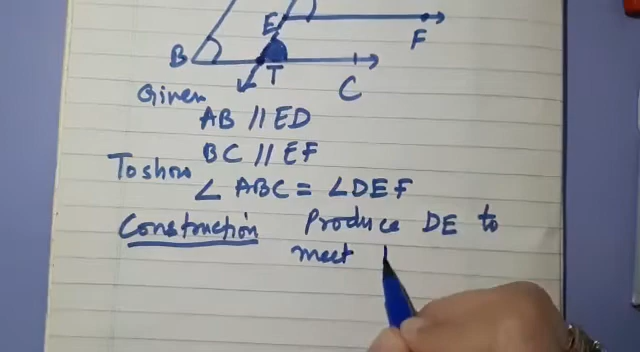 E
F
B
T
C
Given
AB // ED
BC // EF
To show
∠ ABC = ∠DEF
Construction Produce DE to
meet